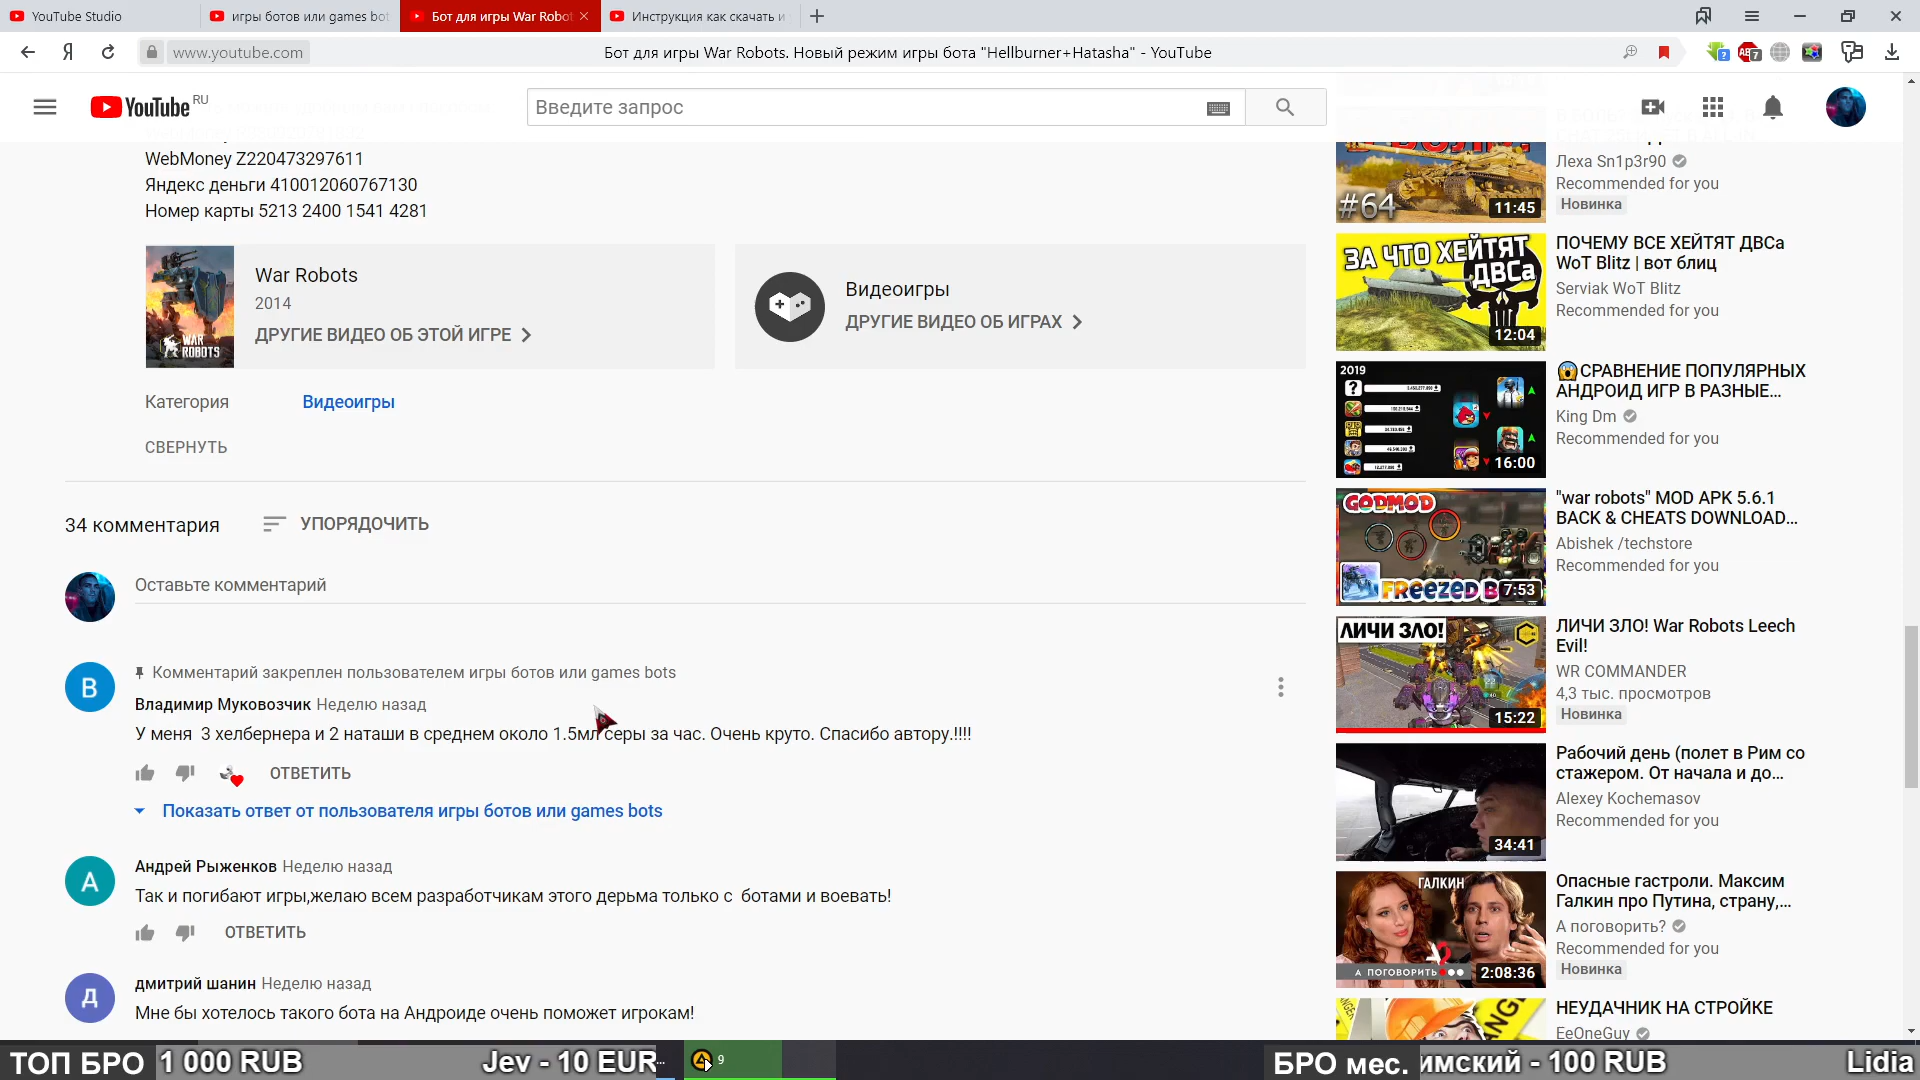 YouTube Studio
игры ботов или games bot
Бот для игры War Robot
Инструкция как скачать и
www.youtube.com
Бот для игры War Robots. Новый режим игры бота "Hellburner+Hatasha" - YouTube
YouTube RU
Введите запрос
WebMoney Z220473297611
Яндекс деньги 410012060767130
Номер карты 5213 2400 1541 4281
War Robots
2014
ДРУГИЕ ВИДЕО ОБ ЭТОЙ ИГРЕ
WAR ROBOTS
Видеоигры
ДРУГИЕ ВИДЕО ОБ ИГРАХ
Категория
Видеоигры
СВЕРНУТЬ
34 комментария
УПОРЯДОЧИТЬ
Оставьте комментарий
В
Комментарий закреплен пользователем игры ботов или games bots
Владимир Муковозчик Неделю назад
У меня 3 хелбернера и 2 наташи в среднем около 1.5мл серы за час. Очень круто. Спасибо автору.!!!!
ОТВЕТИТЬ
Показать ответ от пользователя игры ботов или games bots
А
Андрей Рыженков Неделю назад
Так и погибают игры,желаю всем разработчикам этого дерьма только с ботами и воевать!
ОТВЕТИТЬ
Д
дмитрий шанин Неделю назад
Мне бы хотелось такого бота на Андроиде очень поможет игрокам!
#64
11:45
Леха Sn1p3r90
Recommended for you
Новинка
ЗА ЧТО ХЕЙТЯТ
ДВСа
12:04
ПОЧЕМУ ВСЕ ХЕЙТЯТ ДВСа
WoT Blitz | вот блиц
Serviak WoT Blitz
Recommended for you
2019
16:00
СРАВНЕНИЕ ПОПУЛЯРНЫХ
АНДРОИД ИГР В РАЗНЫЕ...
King Dm
Recommended for you
GODMOD
FREEZED B
7:53
"war robots" MOD APK 5.6.1
BACK & CHEATS DOWNLOAD...
Abishek /techstore
Recommended for you
ЛИЧИ ЗЛО!
15:22
ЛИЧИ ЗЛО! War Robots Leech
Evil!
WR COMMANDER
4,3 тыс. просмотров
Новинка
34:41
Рабочий день (полет в Рим со
стажером. От начала и до...
Alexey Kochemasov
Recommended for you
ГАЛКИН
А ПОГОВОРИТЬ
2:08:36
Опасные гастроли. Максим
Галкин про Путина, страну,...
А поговорить?
Recommended for you
Новинка
НЕУДАЧНИК НА СТРОЙКЕ
EeOneGuy
ТОП БРО
1 000 RUB
Jev - 10 EUR
9
БРО мес.
имский - 100 RUB
Lidia